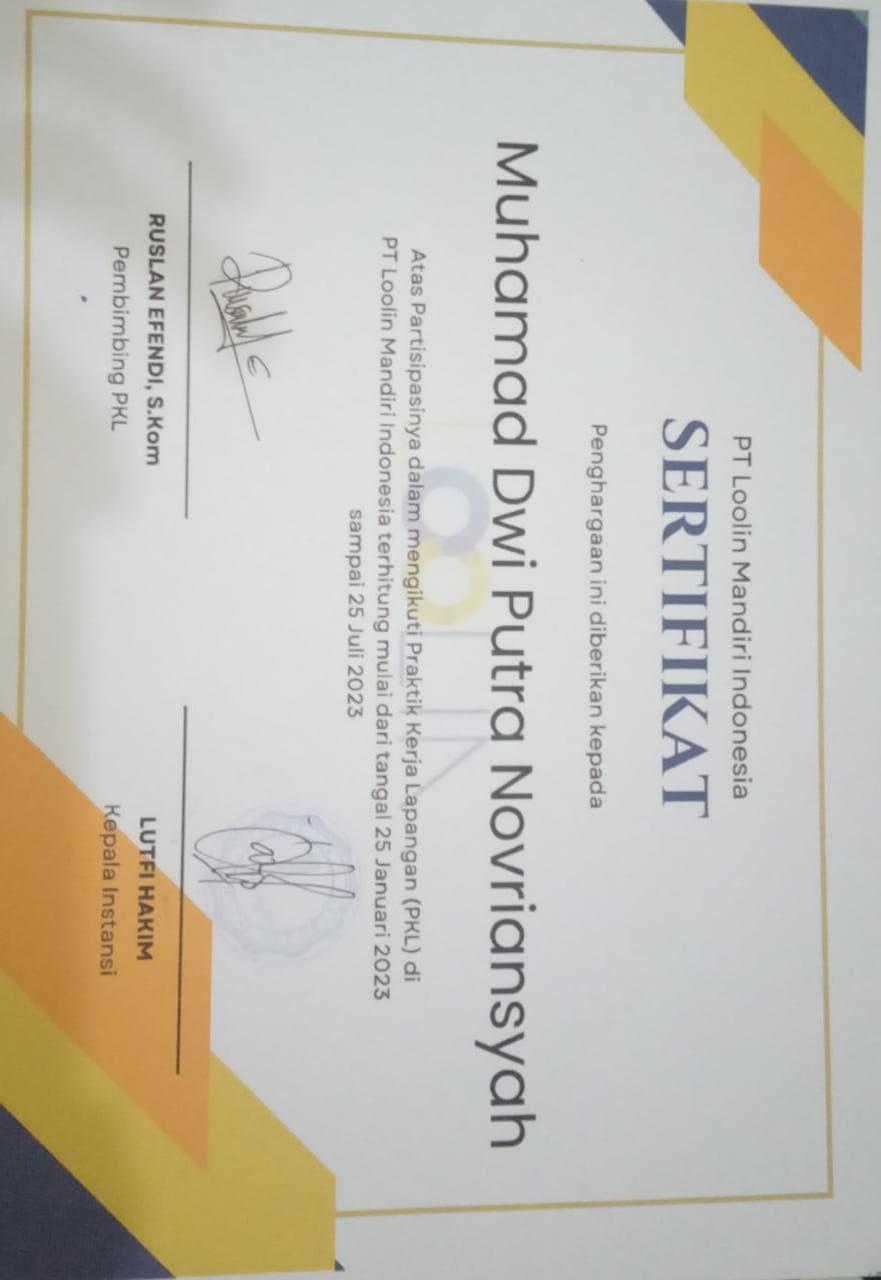 PT Loolin Mandiri Indonesia
SERTIFIKAT
Penghargaan ini diberikan kepada
Muhamad Dwi Putra Novriansyah
Atas Partisipasinya dalam mengikuti Praktik Kerja Lapangan (PKL) di
PT Loolin Mandiri Indonesia terhitung mulai dari tangal 25 Januari 2023
sampai 25 Juli 2023
RUSLAN EFENDI, S.Kom
Pembimbing PKL
LUTFI HAKIM
Kepala Instansi